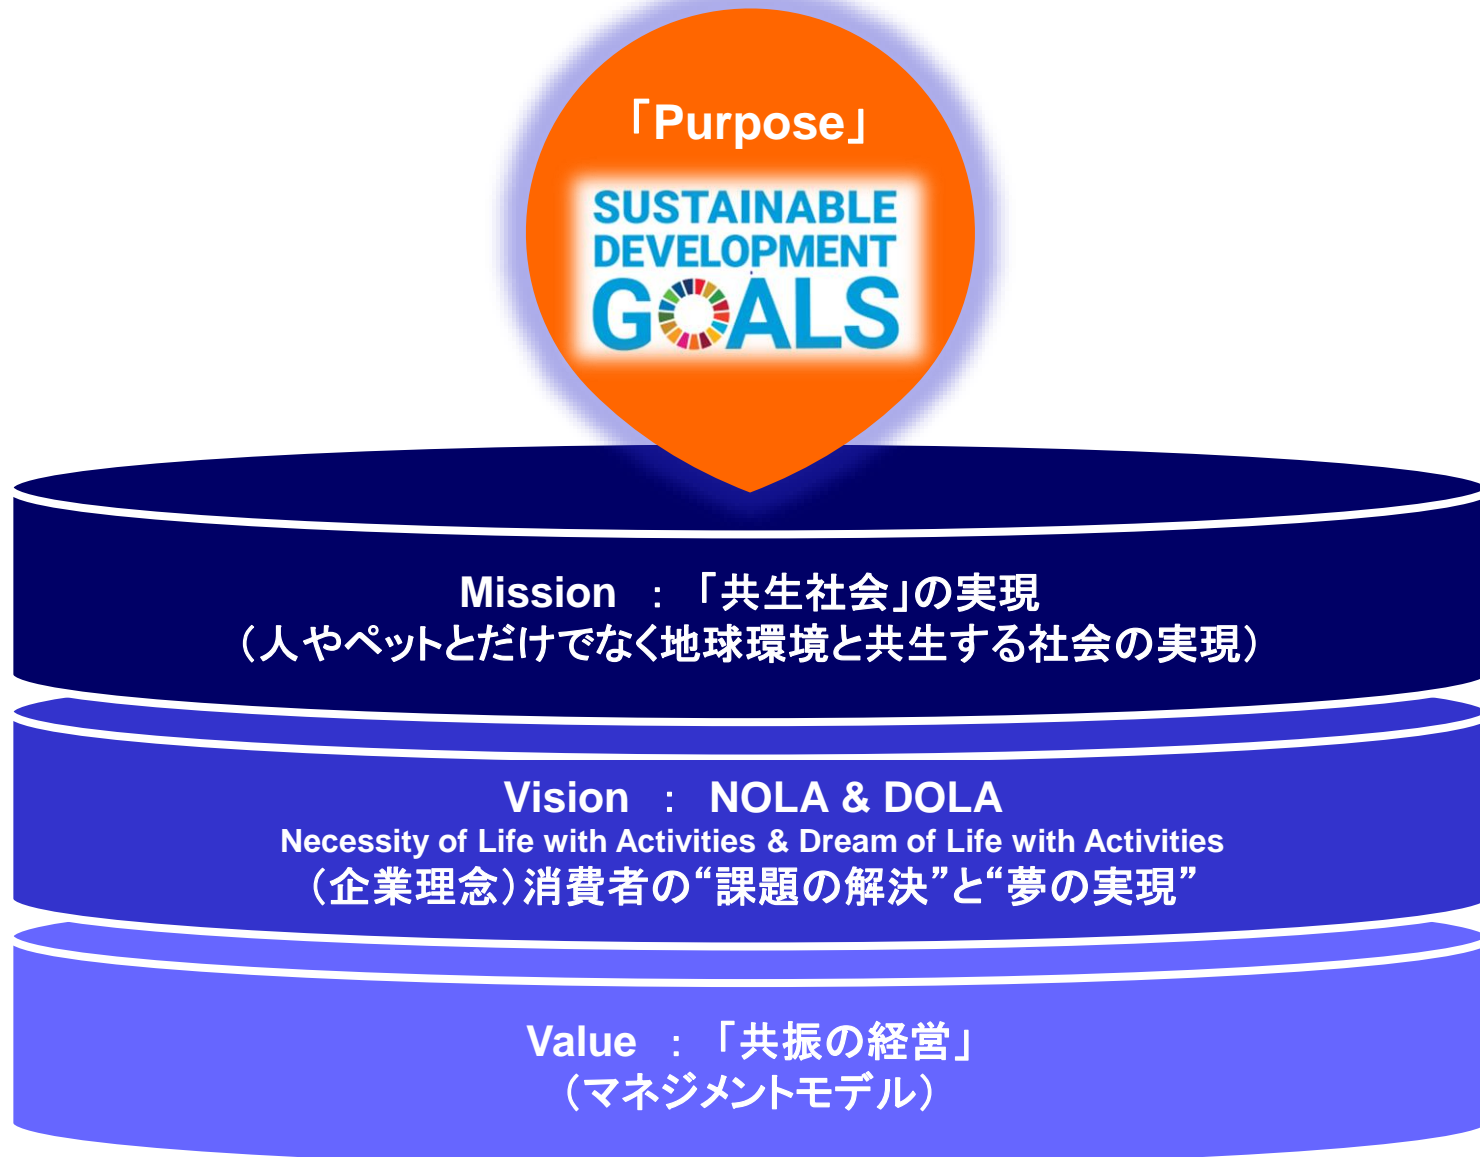 「Purpose」
SUSTAINABLE
DEVELOPMENT
GOALS
Mission ： 「共生社会」の実現
（人やペットとだけでなく地球環境と共生する社会の実現）
Vision ： NOLA & DOLA
Necessity of Life with Activities & Dream of Life with Activities
（企業理念）消費者の“課題の解決”と“夢の実現”
Value ： 「共振の経営」
（マネジメントモデル）